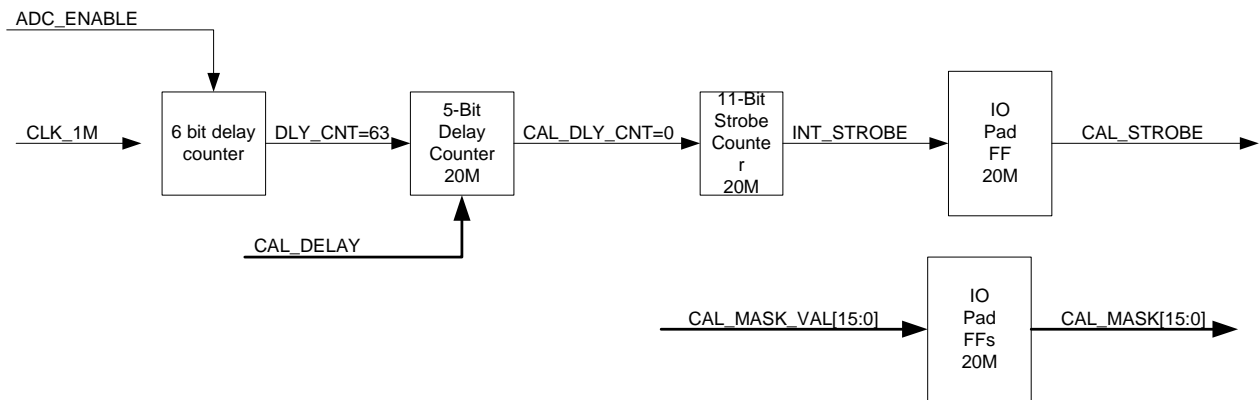 ADC_ENABLE
CLK_1M
6 bit delay
counter
DLY_CNT=63
5-Bit
Delay
Counter
20M
CAL_DLY_CNT=0
11-Bit
Strobe
Counte
r
20M
INT_STROBE
IO
Pad
FF
20M
CAL_STROBE
CAL_DELAY
CAL_MASK_VAL[15:0]
IO
Pad
FFs
20M
CAL_MASK[15:0]